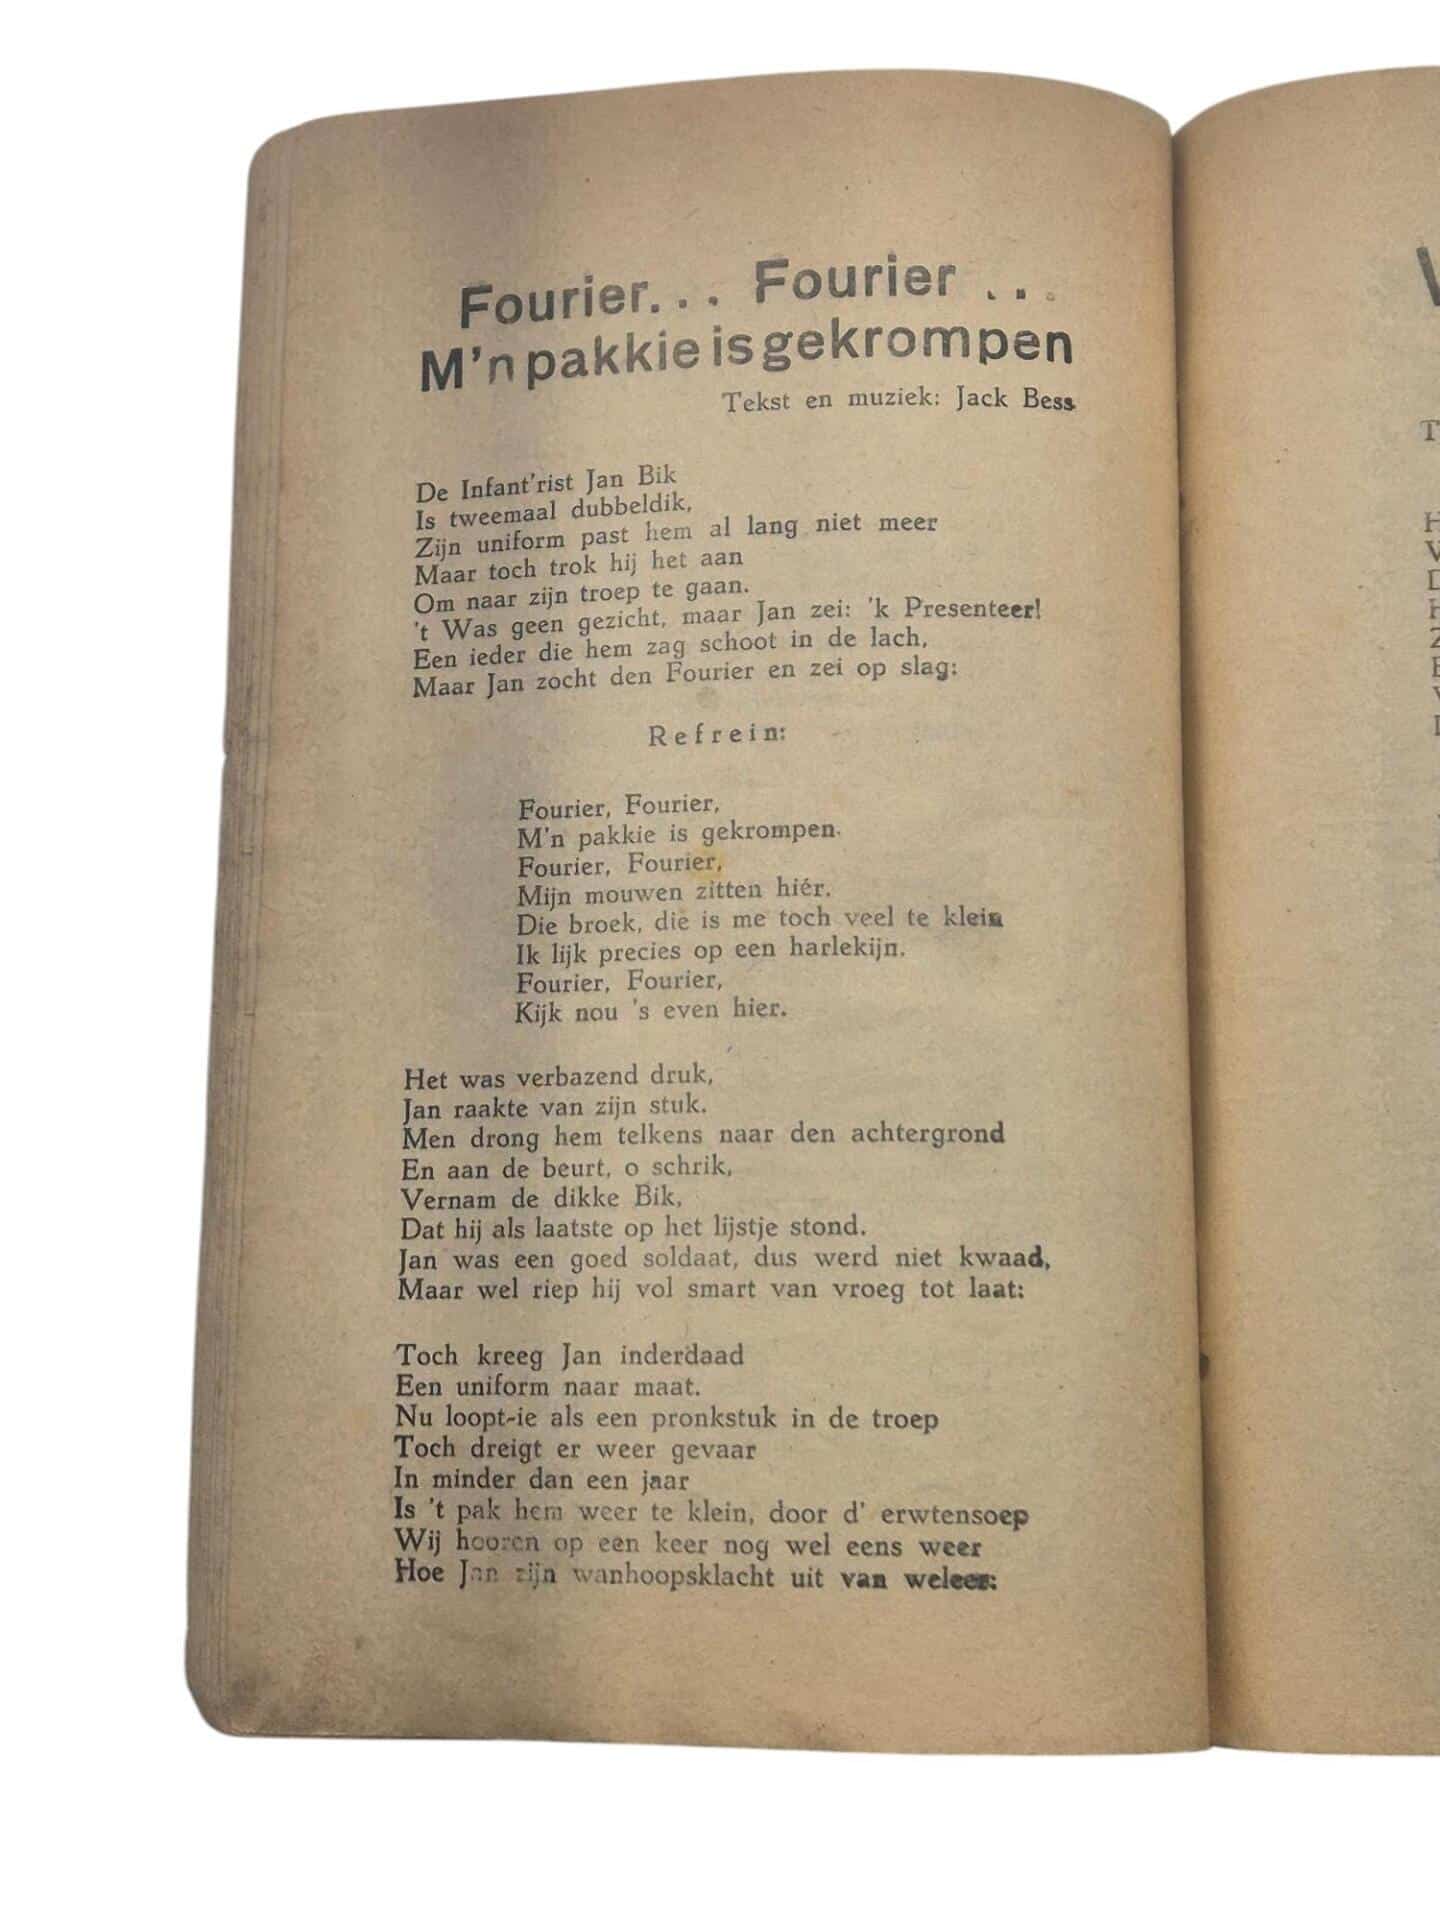 Fourier... Fourier ...
M'n pakkie is gekrompen
Tekst en muziek: Jack Bess
De Infant'rist Jan Bik
Is tweemaal dubbeldik,
Zijn uniform past hem al lang niet meer
Maar toch trok hij het aan
Om naar zijn troep te gaan.
't Was geen gezicht, maar Jan zei: 'k Presenteer!
Een ieder die hem zag schoot in de lach,
Maar Jan zocht den Fourier en zei op slag:
Refrein:
Fourier, Fourier,
M'n pakkie is gekrompen.
Fourier, Fourier,
Mijn mouwen zitten hiér.
Die broek, die is me toch veel te klein
Ik lijk precies op een harlekijn.
Fourier, Fourier,
Kijk nou 's even hier.
Het was verbazend druk,
Jan raakte van zijn stuk.
Men drong hem telkens naar den achtergrond
En aan de beurt, o schrik,
Vernam de dikke Bik,
Dat hij als laatste op het lijstje stond.
Jan was een goed soldaat, dus werd niet kwaad,
Maar wel riep hij vol smart van vroeg tot laat:
Toch kreeg Jan inderdaad
Een uniform naar maat.
Nu loopt-ie als een pronkstuk in de troep
Toch dreigt er weer gevaar
In minder dan een jaar
Is 't pak hem weer te klein, door d' erwtensoep
Wij hooren op een keer nog wel eens weer
Hoe Jan zijn wanhoopsklacht uit van weleer: